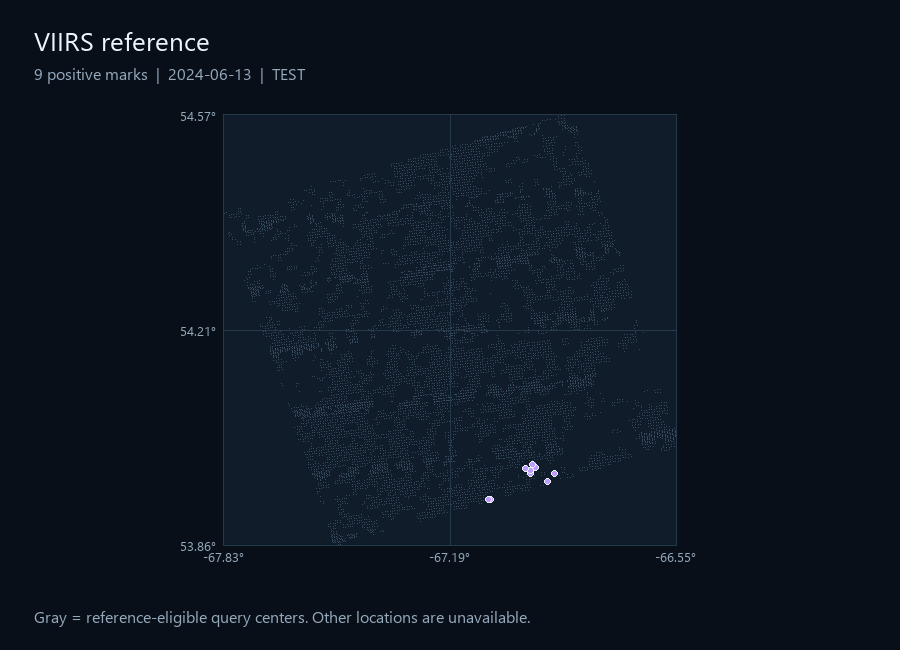 VIIRS reference
9 positive marks | 2024-06-13 | TEST
54.57°
54.21°
53.86°
-67.83° -67.19° -66.55°
Gray = reference-eligible query centers. Other locations are unavailable.